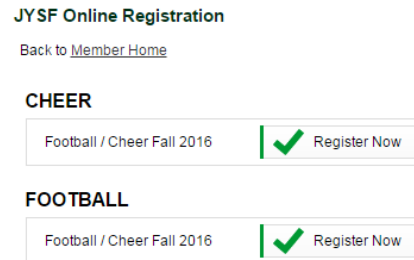 JYSF Online Registration
Back to Member Home
CHEER
Football / Cheer Fall 2016 Register Now
FOOTBALL
Football / Cheer Fall 2016 Register Now